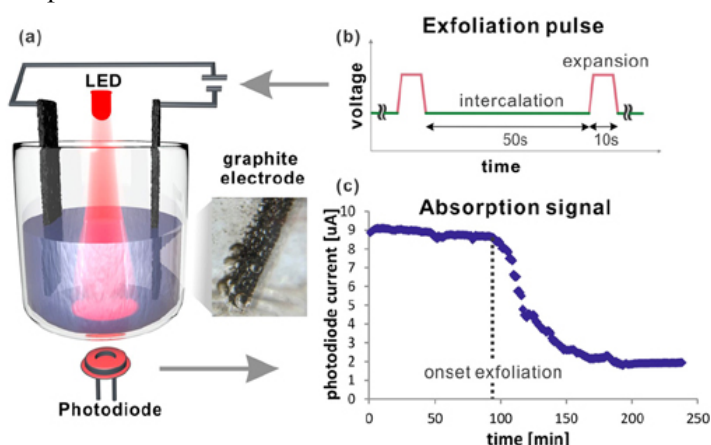 (a)
LED
graphite
electrode
Photodiode
(b)
Exfoliation pulse
voltage
expansion
intercalation
50s
10s
time
(c)
Absorption signal
photodiode current [uA]
10
9
8
7
6
5
4
3
2
1
0
onset exfoliation
0
50
100
150
200
250
time [min]